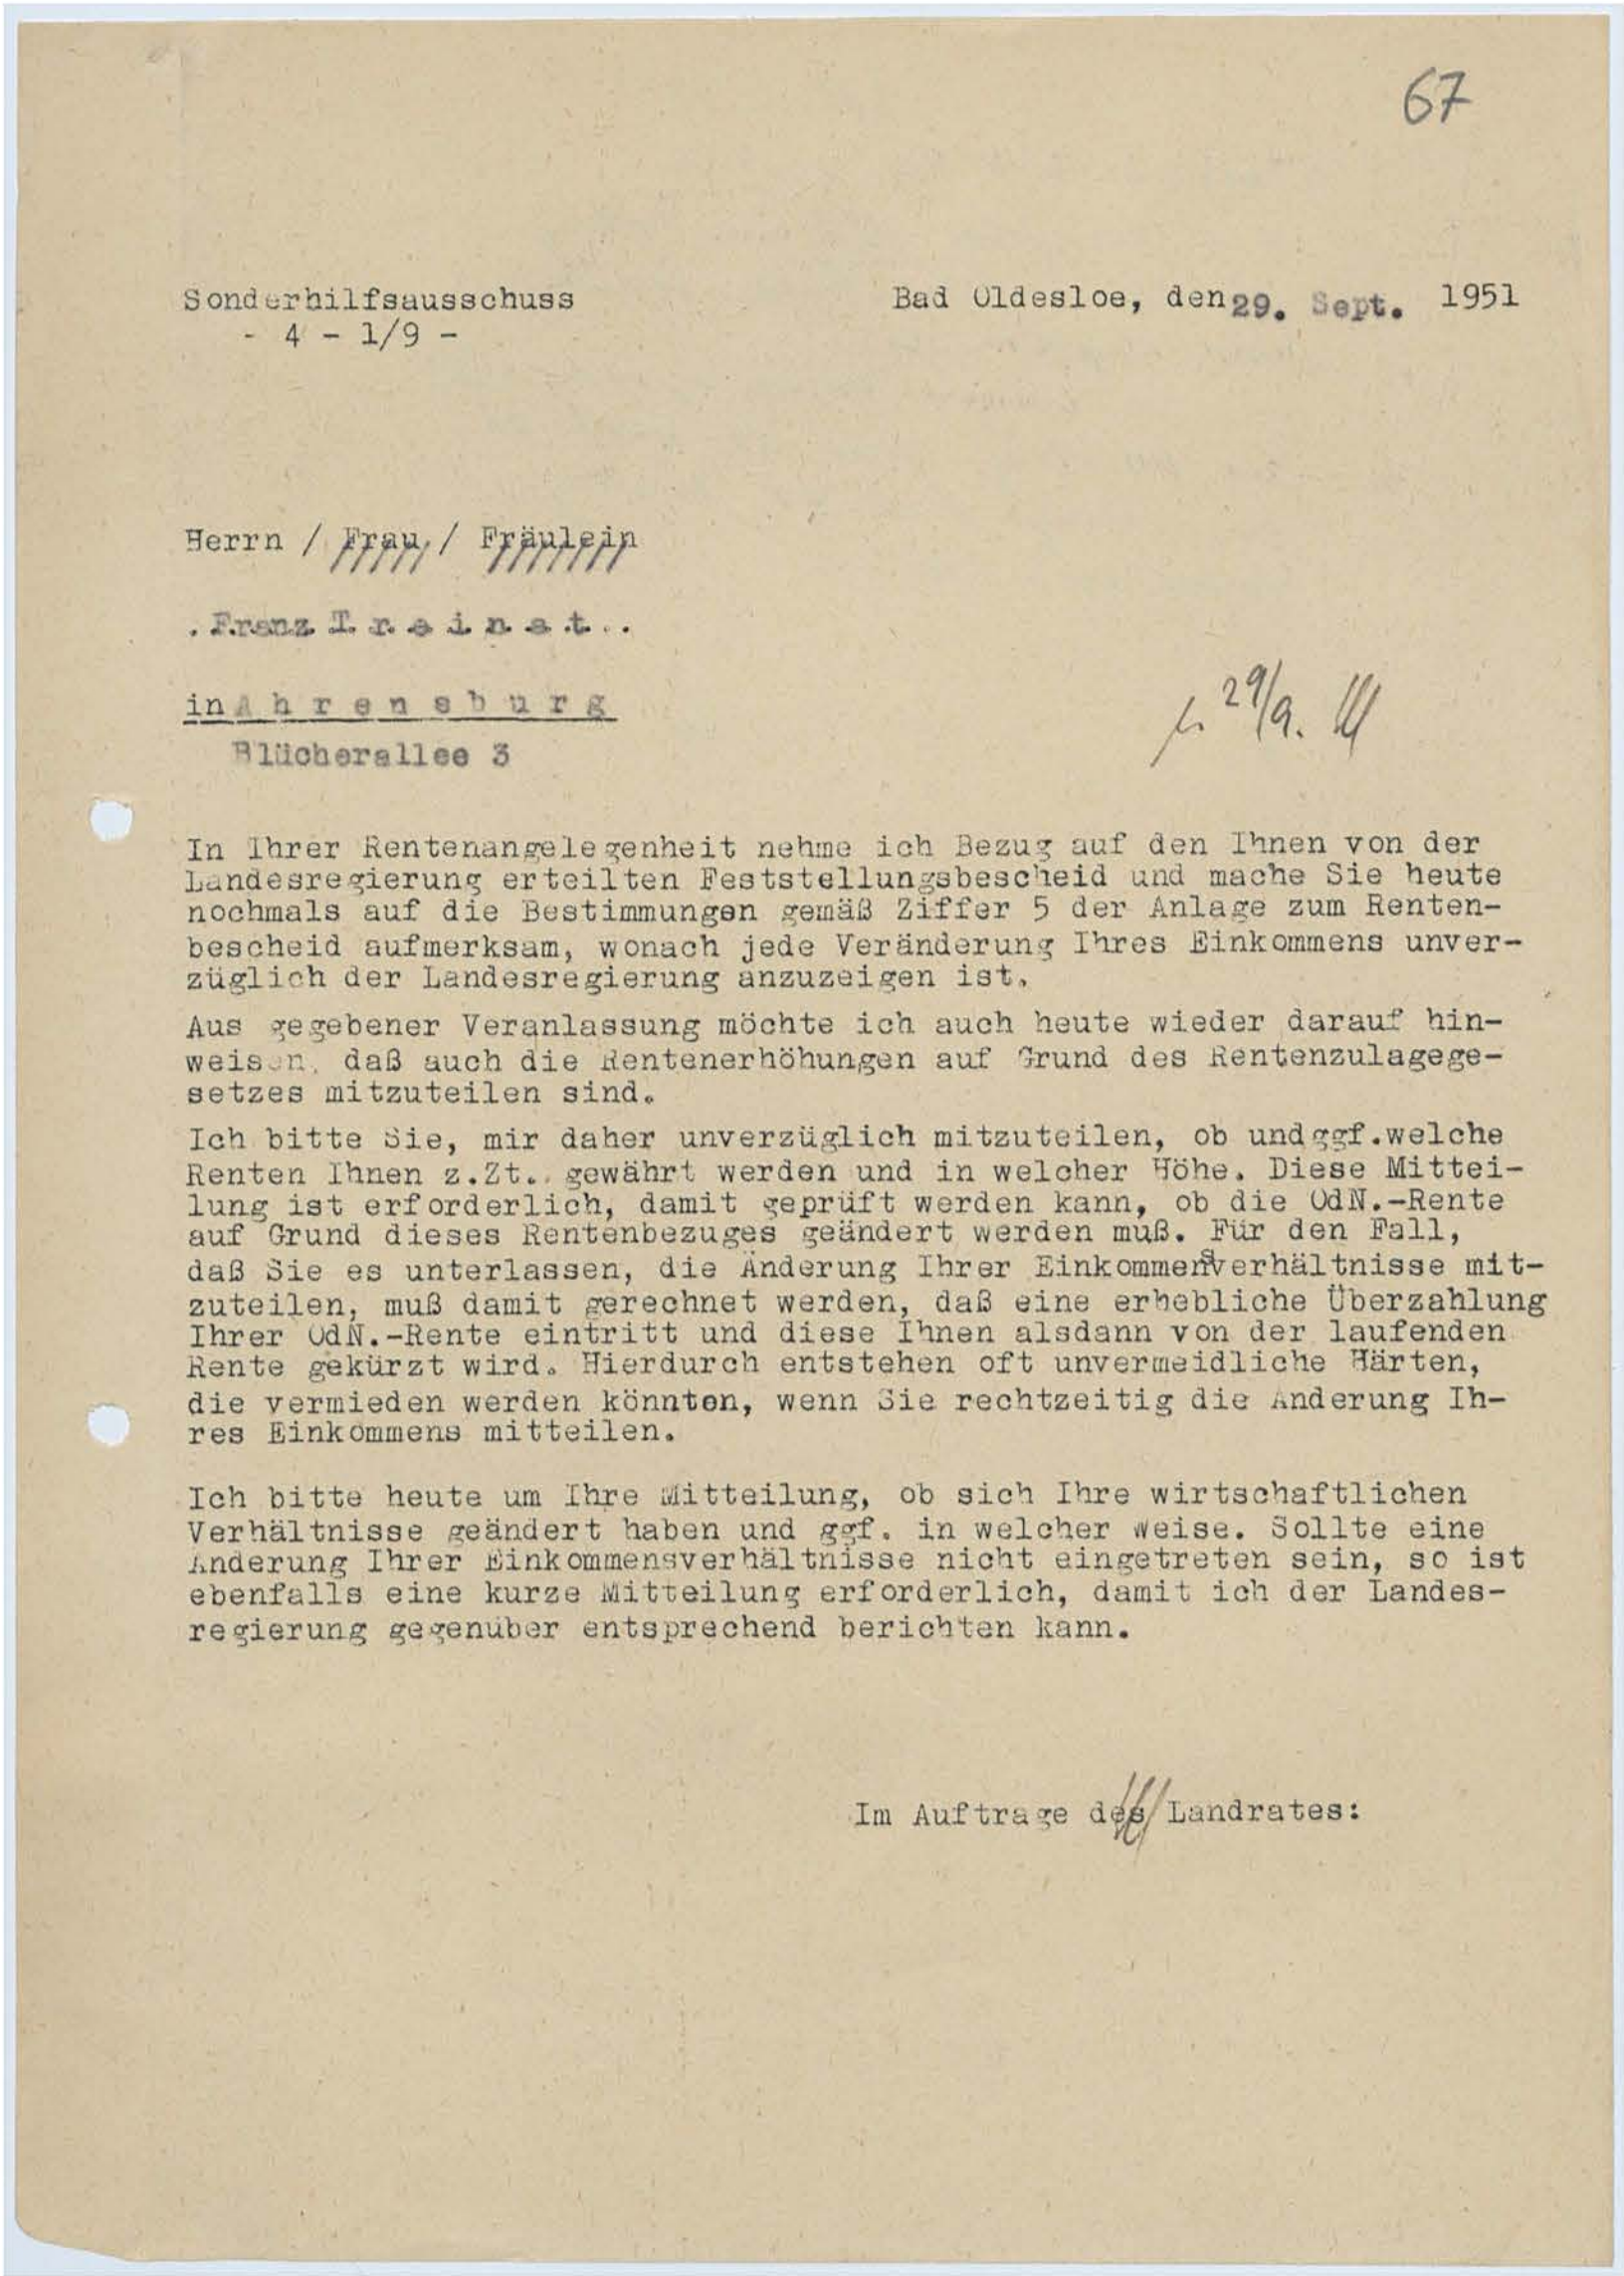 67
Sonderhilfsausschuss
- 4 - 1/9 -
Bad Oldesloe, den 29. Sept. 1951
Herrn / Frau / Fräulein
Franz T r e i n a t
in A h r e n s b u r g
Blücherallee 3
29/9.
In Ihrer Rentenangelegenheit nehme ich Bezug auf den Ihnen von der
Landesregierung erteilten Feststellungsbescheid und mache Sie heute
nochmals auf die Bestimmungen gemäß Ziffer 5 der Anlage zum Renten-
bescheid aufmerksam, wonach jede Veränderung Ihres Einkommens unver-
züglich der Landesregierung anzuzeigen ist.
Aus gegebener Veranlassung möchte ich auch heute wieder darauf hin-
weisen, daß auch die Rentenerhöhungen auf Grund des Rentenzulagege-
setzes mitzuteilen sind.
Ich bitte Sie, mir daher unverzüglich mitzuteilen, ob und ggf. welche
Renten Ihnen z.Zt.. gewährt werden und in welcher Höhe. Diese Mittei-
lung ist erforderlich, damit geprüft werden kann, ob die OdN.-Rente
auf Grund dieses Rentenbezuges geändert werden muß. Für den Fall,
daß Sie es unterlassen, die Änderung Ihrer Einkommensverhältnisse mit-
zuteilen, muß damit gerechnet werden, daß eine erhebliche Überzahlung
Ihrer OdN.-Rente eintritt und diese Ihnen alsdann von der laufenden
Rente gekürzt wird. Hierdurch entstehen oft unvermeidliche Härten,
die vermieden werden könnten, wenn Sie rechtzeitig die Änderung Ih-
res Einkommens mitteilen.
Ich bitte heute um Ihre Mitteilung, ob sich Ihre wirtschaftlichen
Verhältnisse geändert haben und ggf. in welcher Weise. Sollte eine
Änderung Ihrer Einkommensverhältnisse nicht eingetreten sein, so ist
ebenfalls eine kurze Mitteilung erforderlich, damit ich der Landes-
regierung gegenüber entsprechend berichten kann.
Im Auftrage des Landrates: